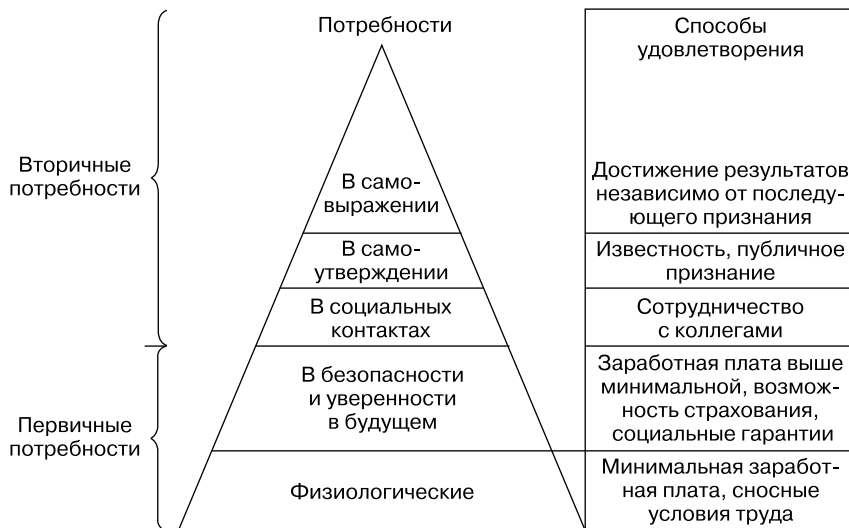 Потребности
Способы
удовлетворения
Вторичные
потребности
В само-
выражении
Достижение результатов
независимо от последу-
ющего признания
В само-
утверждении
Известность, публичное
признание
В социальных
контактах
Сотрудничество
с коллегами
Первичные
потребности
В безопасности
и уверенности
в будущем
Заработная плата выше
минимальной, возмож-
ность страхования,
социальные гарантии
Физиологические
Минимальная заработ-
ная плата, сносные
условия труда